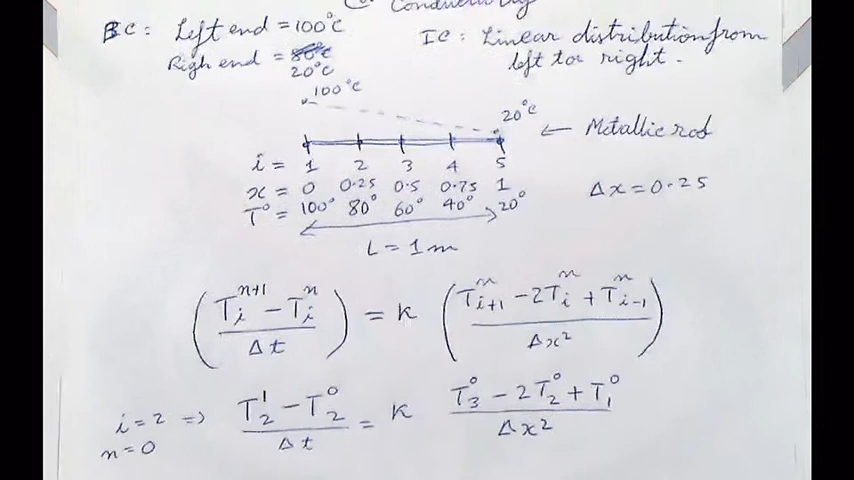 Conductivity
BC: Left end = 100°C
Righ end = 80°C
20°C
IC: Linear distribution from
left tor right.
100°C
20°C
← Metallic rod
i = 1 2 3 4 5
x = 0 0.25 0.5 0.75 1
Δx = 0.25
T° = 100° 80° 60° 40° 20°
L = 1m
(T_i^{n+1} - T_i^n / Δt) = K (T_{i+1}^n - 2T_i^n + T_{i-1}^n / Δx²)
i = 2 ⇒ T_2^1 - T_2^0 / Δt = K T_3^0 - 2T_2^0 + T_1^0 / Δx²
n = 0